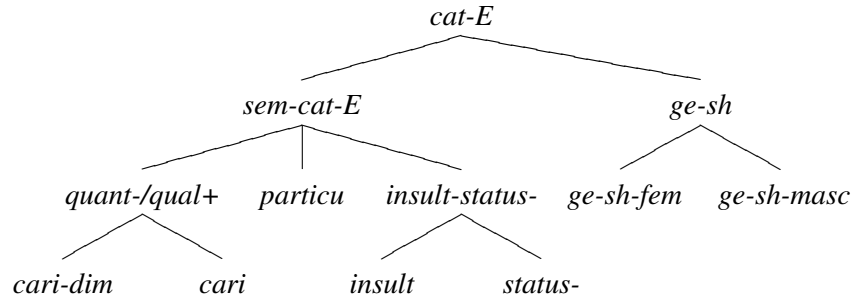 cat-E
sem-cat-E ge-sh
quant-/qual+ particu insult-status- ge-sh-fem ge-sh-masc
cari-dim cari insult status-